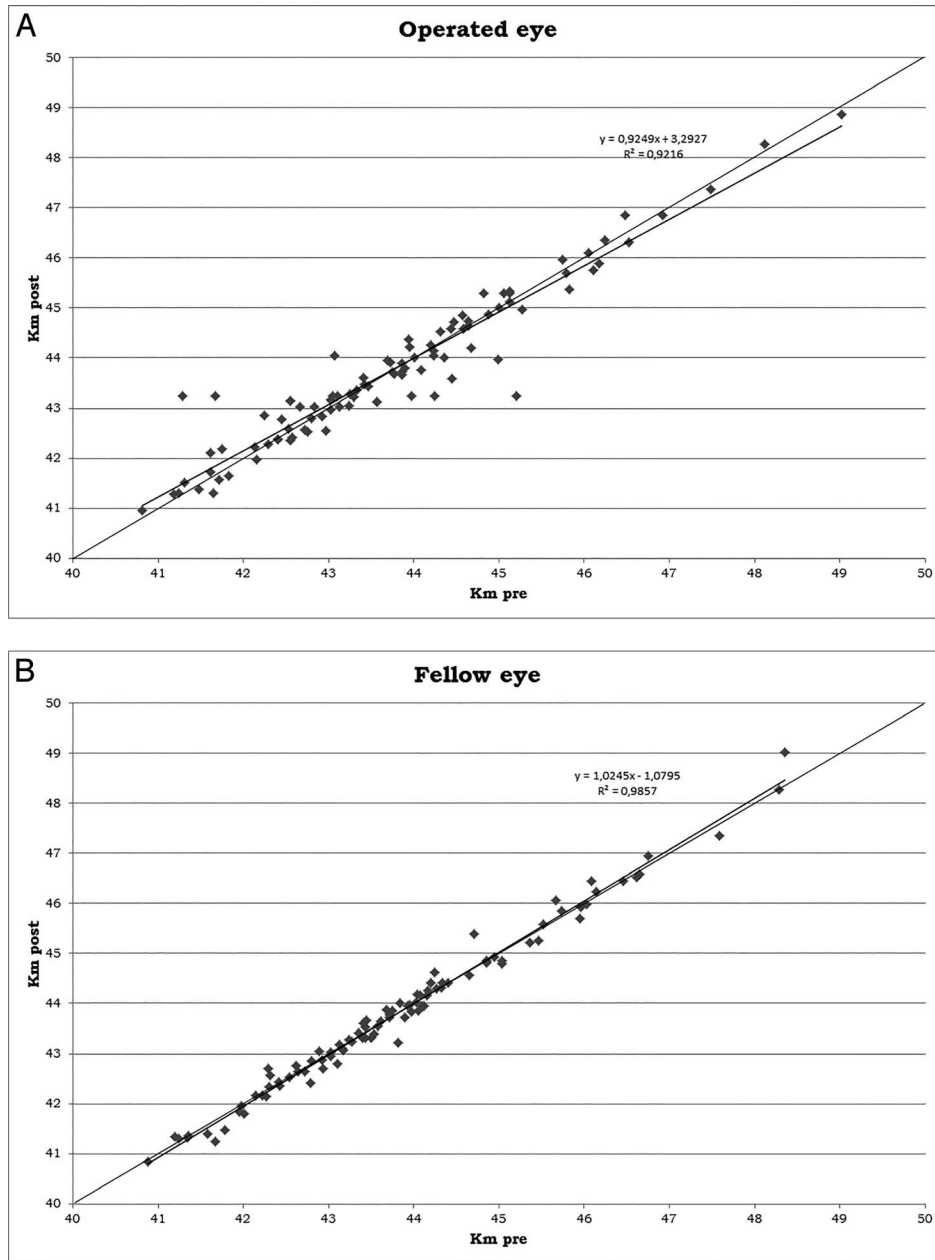 A
Operated eye
50
49
48
47
46
45
44
43
42
41
40
Km post
y = 0,9249x + 3,2927
R² = 0,9216
40 41 42 43 44 45 46 47 48 49 50
Km pre
B
Fellow eye
50
49
48
47
46
45
44
43
42
41
40
Km post
y = 1,0245x - 1,0795
R² = 0,9857
40 41 42 43 44 45 46 47 48 49 50
Km pre